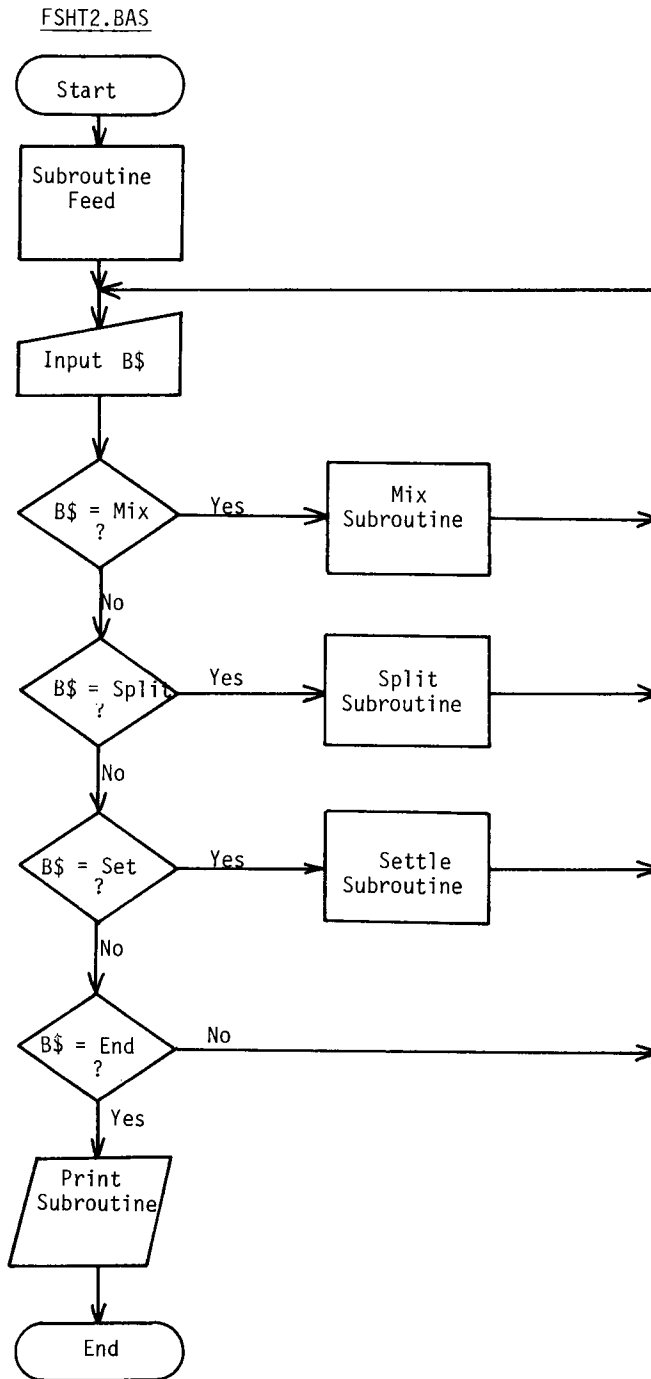 FSHT2.BAS
Start
Subroutine
Feed
Input B$
B$ = Mix
?
Yes
Mix
Subroutine
No
B$ = Split
?
Yes
Split
Subroutine
No
B$ = Set
?
Yes
Settle
Subroutine
No
B$ = End
?
No
Yes
Print
Subroutine
End